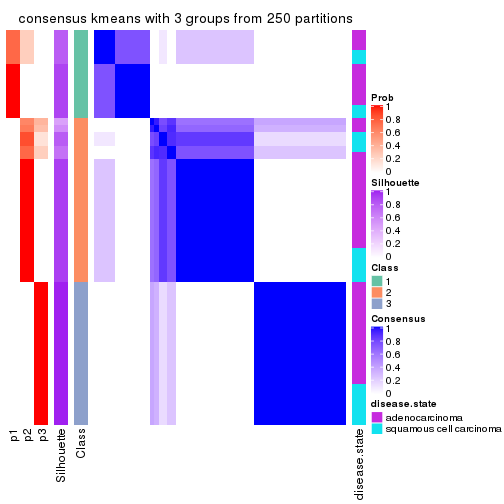 consensus kmeans with 3 groups from 250 partitions
Prob
1
0.8
0.6
0.4
0.2
0
Silhouette
1
0.8
0.6
0.4
0.2
0
Class
1
2
3
Consensus
1
0.8
0.6
0.4
0.2
0
disease.state
adenocarcinoma
squamous cell carcinoma
p1
p2
p3
Silhouette
Class
disease.state